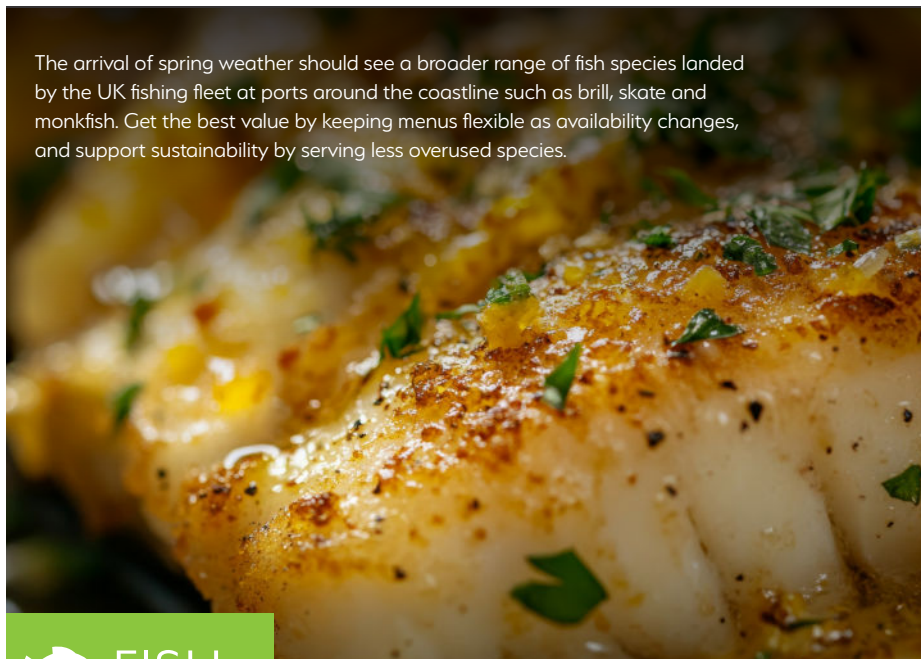 The arrival of spring weather should see a broader range of fish species landed
by the UK fishing fleet at ports around the coastline such as brill, skate and
monkfish. Get the best value by keeping menus flexible as availability changes,
and support sustainability by serving less overused species.
FISH